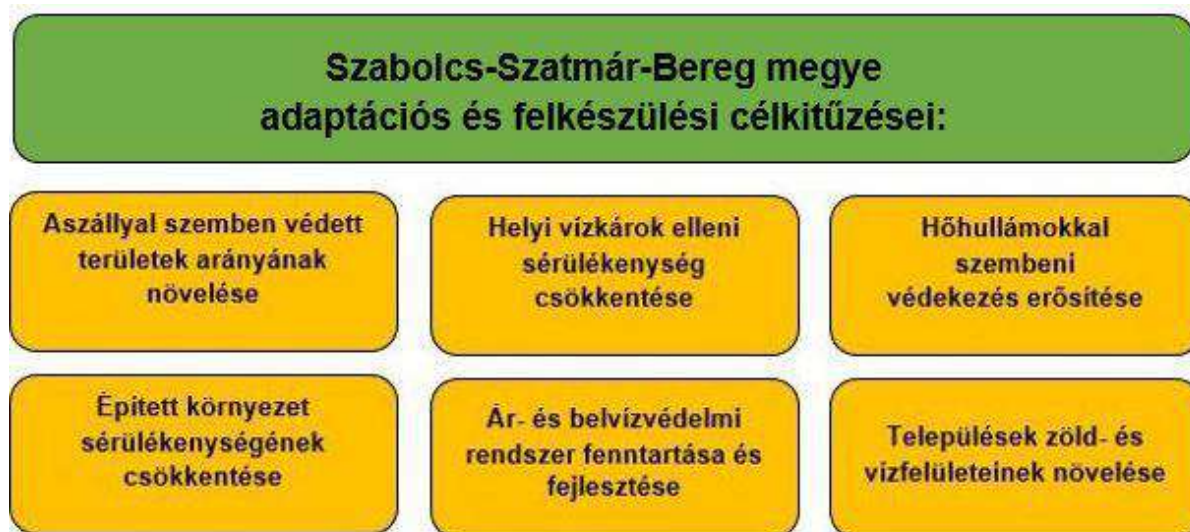 Szabolcs-Szatmár-Bereg megye
adaptációs és felkészülési célkitűzései:
Aszállyal szemben védett
területek arányának
növelése
Helyi vízkárok elleni
sérülékenység
csökkentése
Hőhullámokkal
szembeni
védekezés erősítése
Épített környezet
sérülékenységének
csökkentése
Ár- és belvízvédelmi
rendszer fenntartása és
fejlesztése
Települések zöld- és
vízfelületeinek növelése